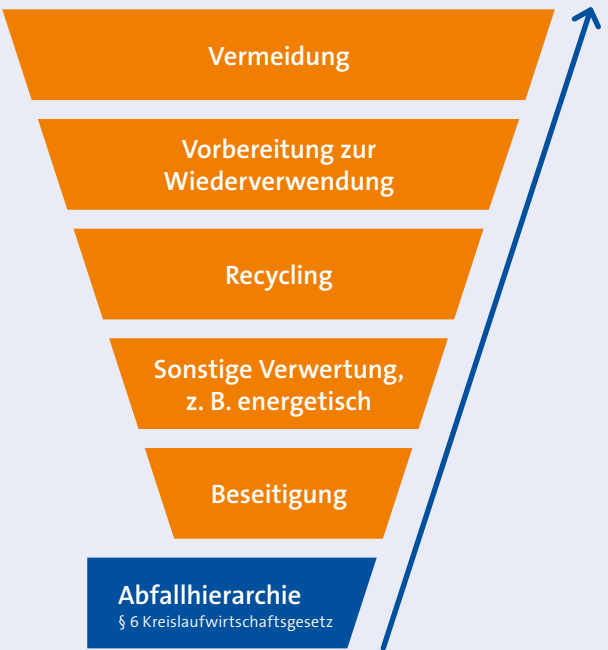 Vermeidung
Vorbereitung zur
Wiederverwendung
Recycling
Sonstige Verwertung,
z. B. energetisch
Beseitigung
Abfallhierarchie
§ 6 Kreislaufwirtschaftsgesetz